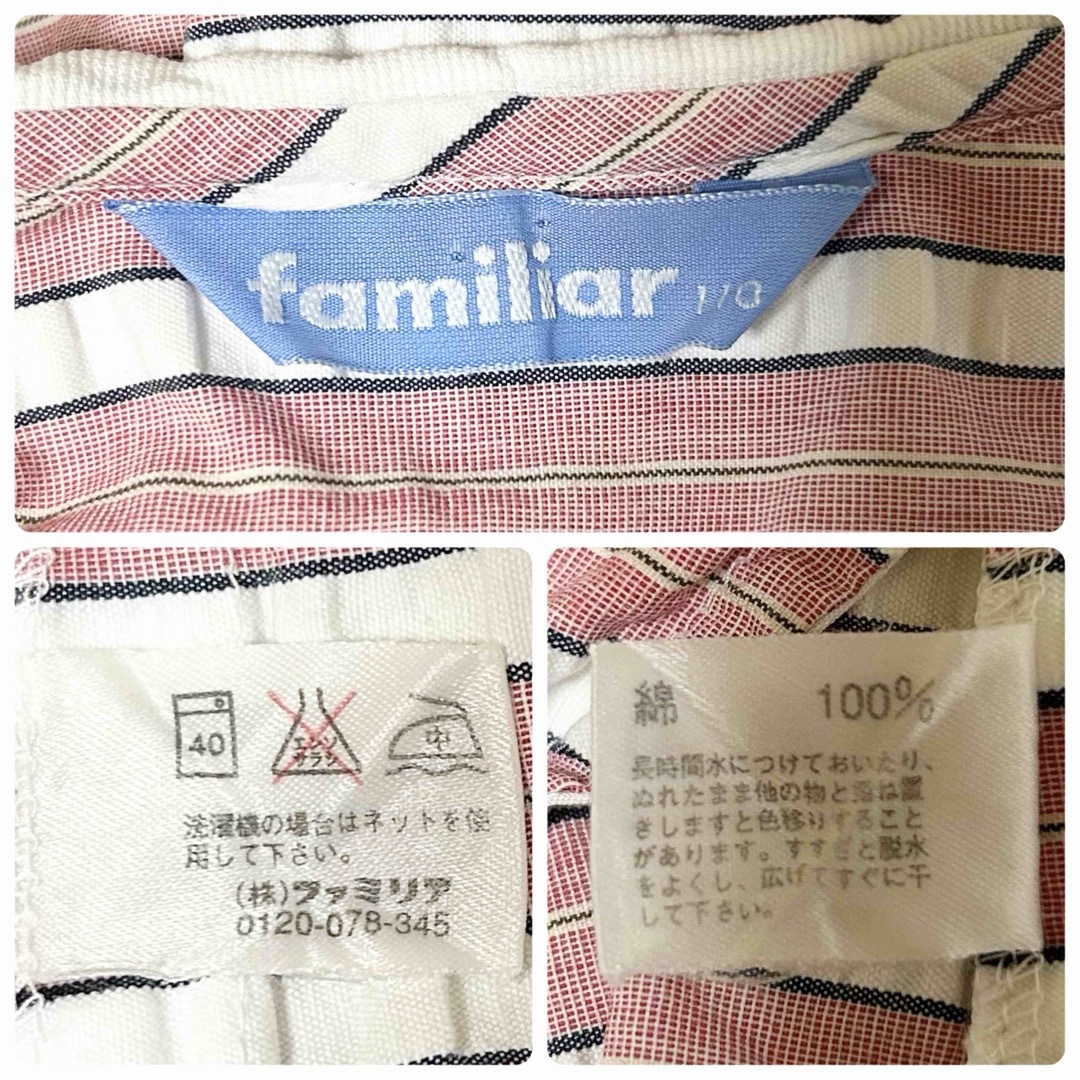 familiar 110
40
エンソ
サラシ
中
洗濯機の場合はネットを使
用して下さい。
(株)ファミリア
0120-078-345
綿 100%
長時間水につけておいたり、
ぬれたまま他の物と重ね置
きしますと色移りすること
があります。すすぎと脱水
をよくし、広げてすぐに干
して下さい。